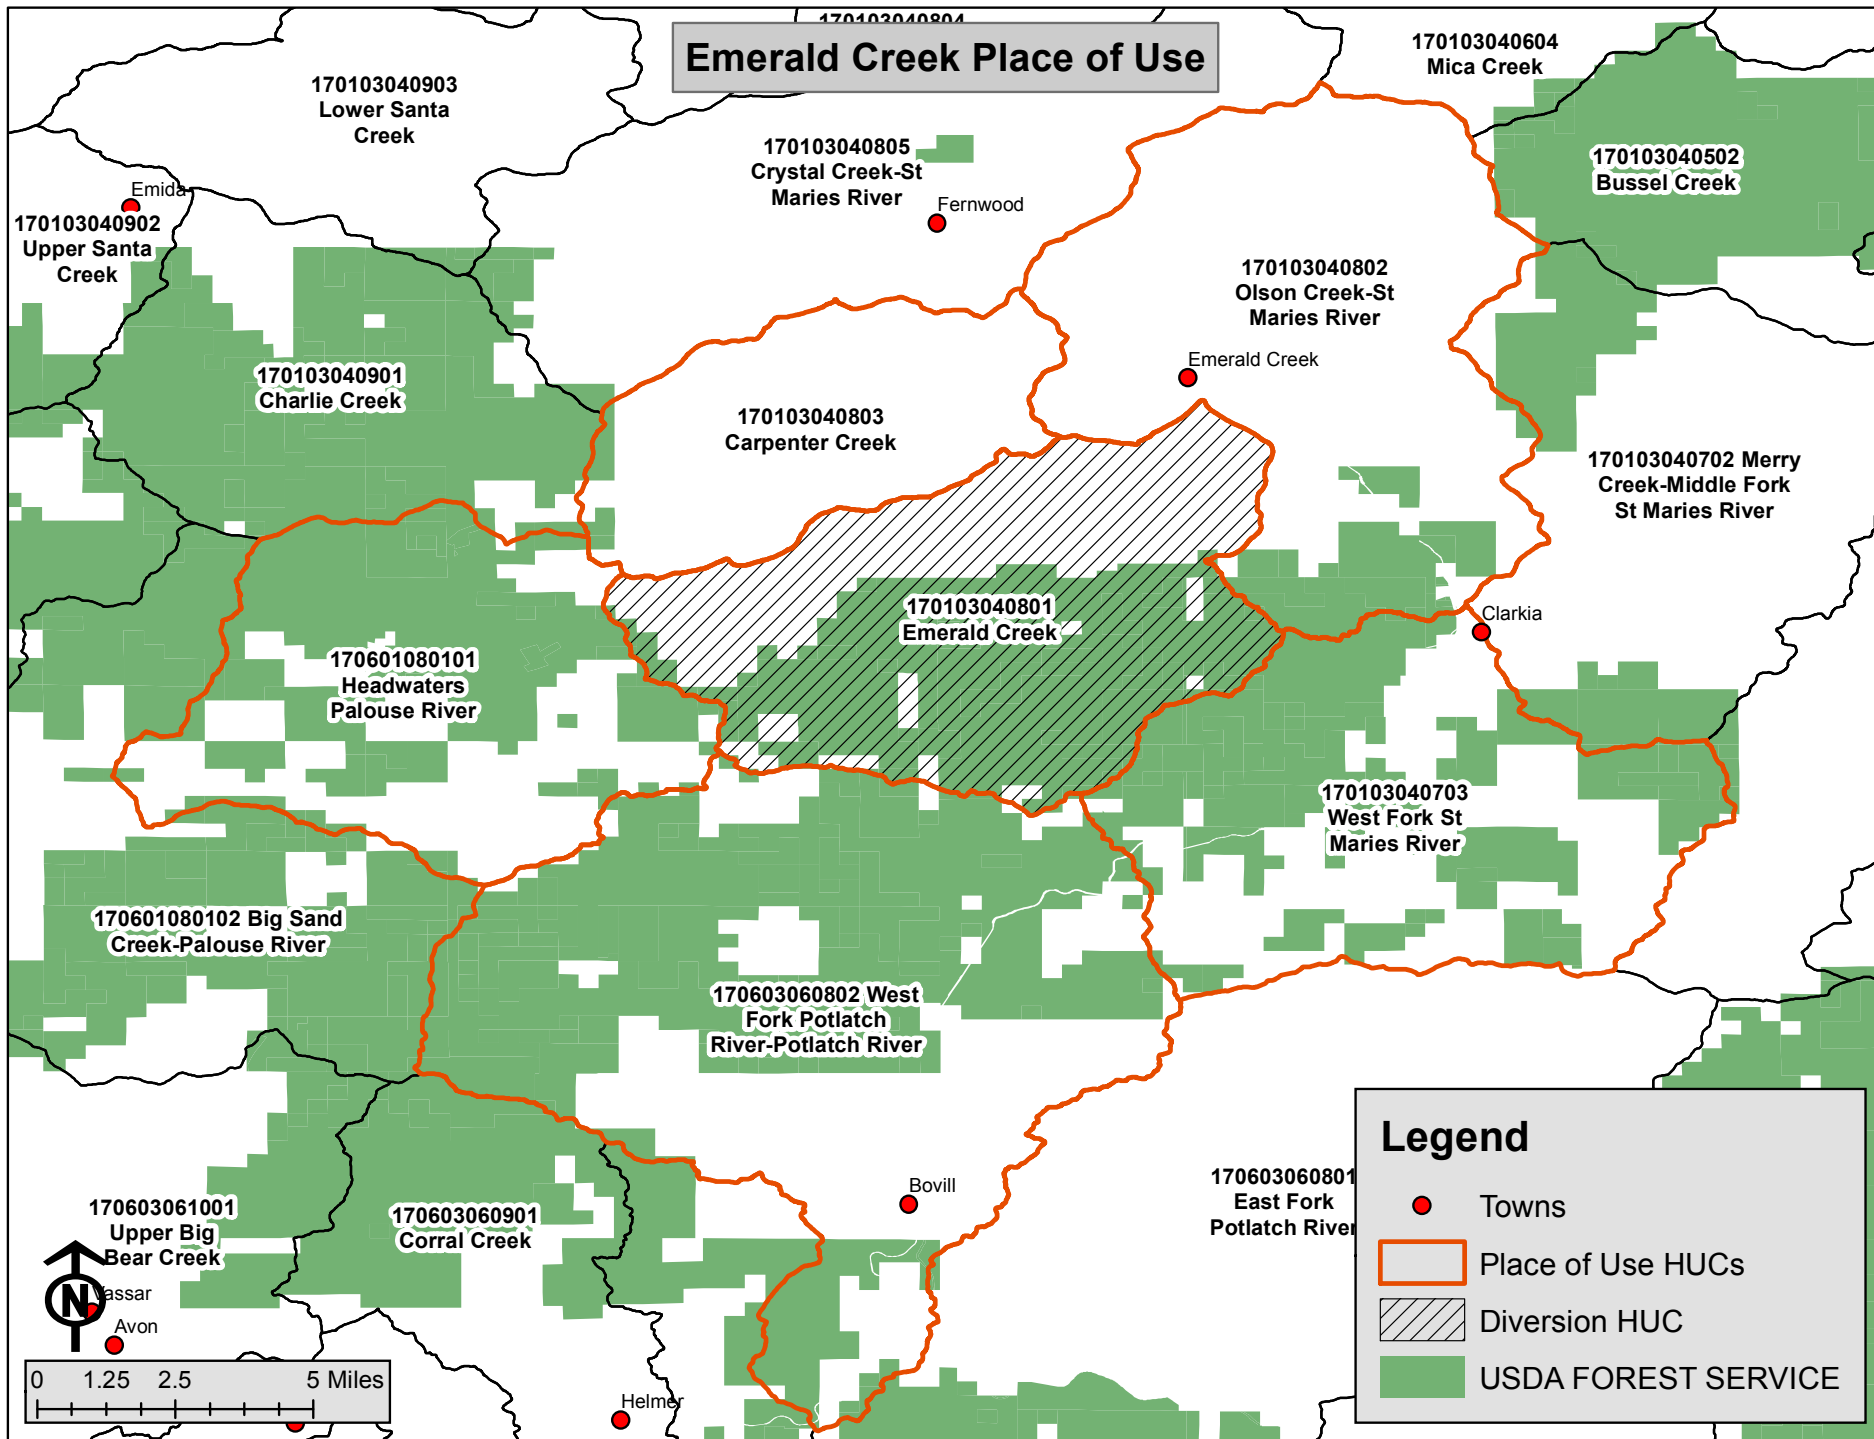 170103040804
Emerald Creek Place of Use
170103040604
Mica Creek
170103040903
Lower Santa
Creek
170103040805
Crystal Creek-St
Maries River
170103040502
Bussel Creek
Emida
Fernwood
170103040902
Upper Santa
Creek
170103040802
Olson Creek-St
Maries River
Emerald Creek
170103040901
Charlie Creek
170103040803
Carpenter Creek
170103040702 Merry
Creek-Middle Fork
St Maries River
170103040801
Emerald Creek
Clarkia
170601080101
Headwaters
Palouse River
170103040703
West Fork St
Maries River
170601080102 Big Sand
Creek-Palouse River
170603060802 West
Fork Potlatch
River-Potlatch River
170603060801
East Fork
Potlatch River
Bovill
170603061001
Upper Big
Bear Creek
170603060901
Corral Creek
N
Vassar
Avon
Helmer
0 1.25 2.5 5 Miles
Legend
Towns
Place of Use HUCs
Diversion HUC
USDA FOREST SERVICE